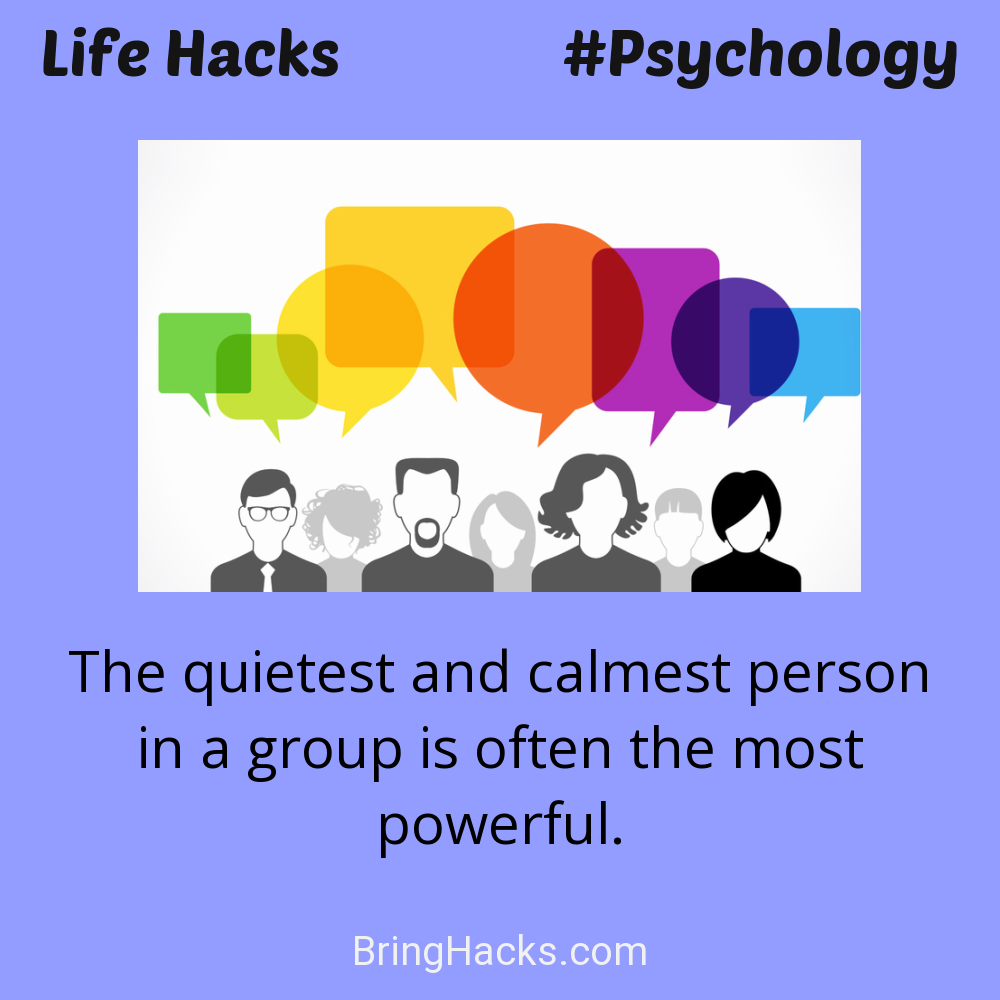 Life Hacks #Psychology
The quietest and calmest person
in a group is often the most
powerful.
BringHacks.com